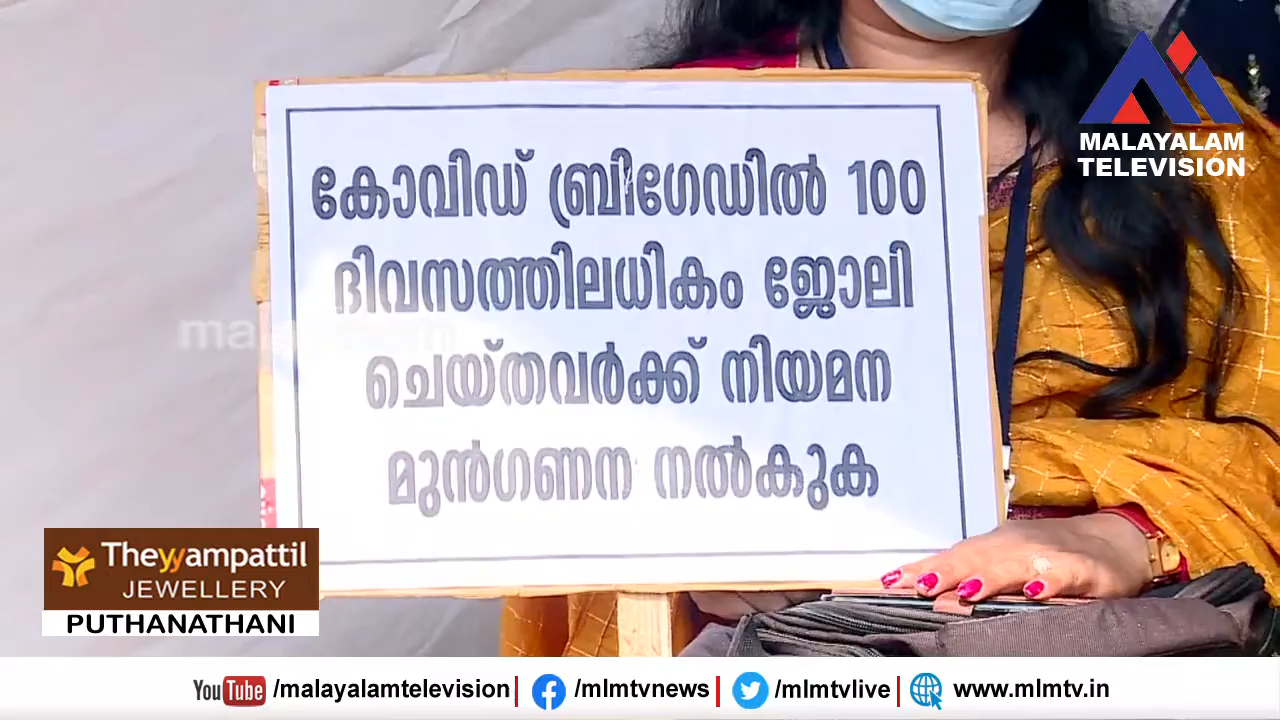 MALAYALAM
TELEVISION
കോവിഡ് ബ്രിഗേഡിൽ 100
ദിവസത്തിലധികം ജോലി
ചെയ്തവർക്ക് നിയമന
മുൻഗണന നൽകുക
Theyyampattil
JEWELLERY
PUTHANATHANI
YouTube /malayalamtelevision
/mlmtvnews
/mlmtvlive
www.mlmtv.in